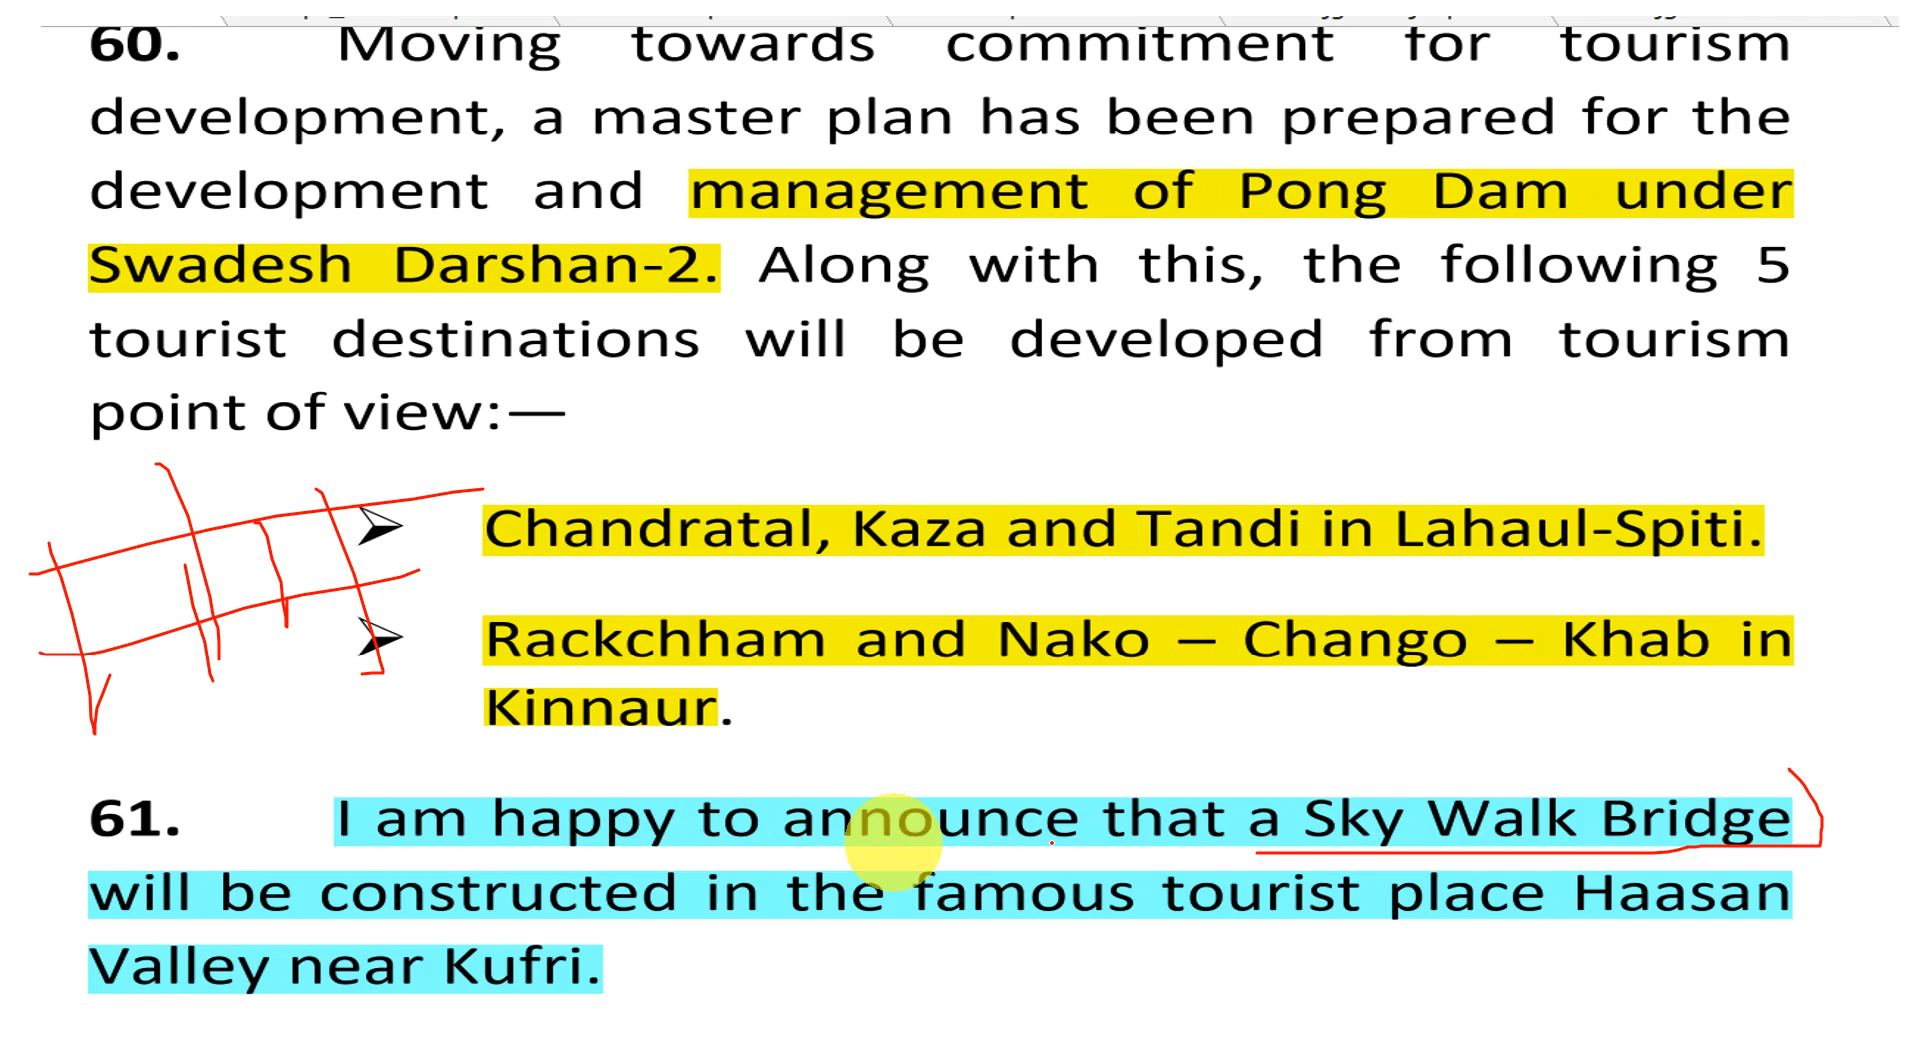 60. Moving towards commitment for tourism
development, a master plan has been prepared for the
development and management of Pong Dam under
Swadesh Darshan-2. Along with this, the following 5
tourist destinations will be developed from tourism
point of view:—
➢ Chandratal, Kaza and Tandi in Lahaul-Spiti.
➢ Rackchham and Nako – Chango – Khab in
Kinnaur.
61. I am happy to announce that a Sky Walk Bridge
will be constructed in the famous tourist place Haasan
Valley near Kufri.